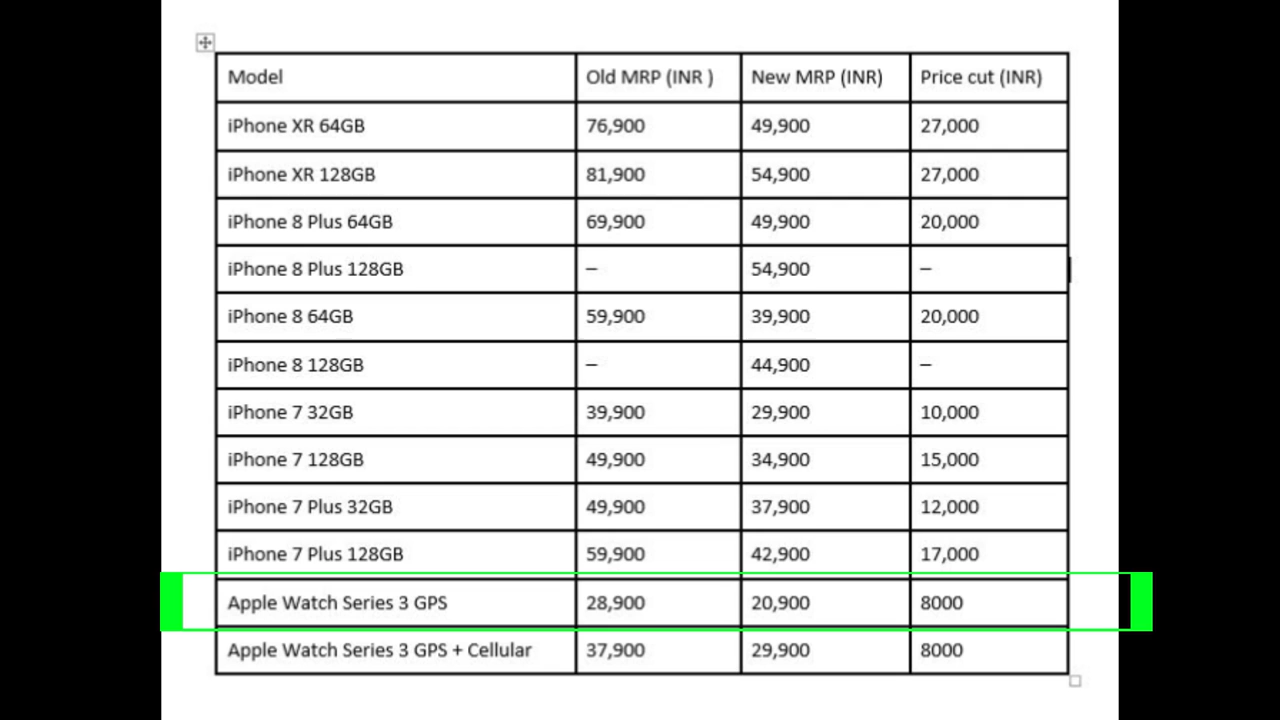 Model Old MRP (INR ) New MRP (INR) Price cut (INR)
iPhone XR 64GB 76,900 49,900 27,000
iPhone XR 128GB 81,900 54,900 27,000
iPhone 8 Plus 64GB 69,900 49,900 20,000
iPhone 8 Plus 128GB – 54,900 –
iPhone 8 64GB 59,900 39,900 20,000
iPhone 8 128GB – 44,900 –
iPhone 7 32GB 39,900 29,900 10,000
iPhone 7 128GB 49,900 34,900 15,000
iPhone 7 Plus 32GB 49,900 37,900 12,000
iPhone 7 Plus 128GB 59,900 42,900 17,000
Apple Watch Series 3 GPS 28,900 20,900 8000
Apple Watch Series 3 GPS + Cellular 37,900 29,900 8000